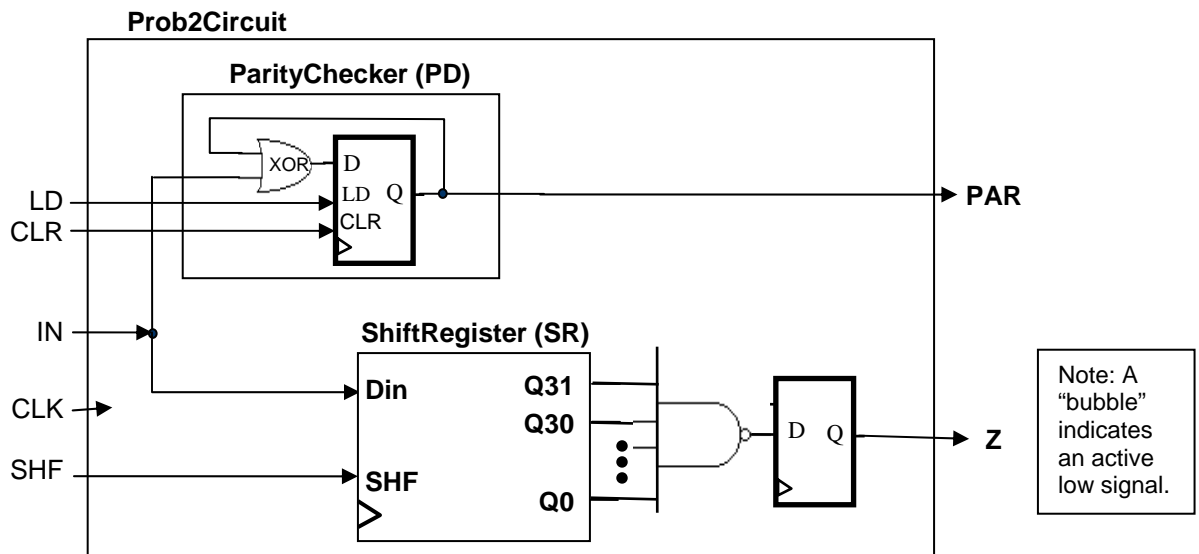 Prob2Circuit
ParityChecker (PD)
XOR
D
LD Q
CLR
LD
CLR
PAR
IN
ShiftRegister (SR)
Din
Q31
CLK
Q30
D Q
Z
SHF
SHF
Q0
Note: A
“bubble”
indicates
an active
low signal.